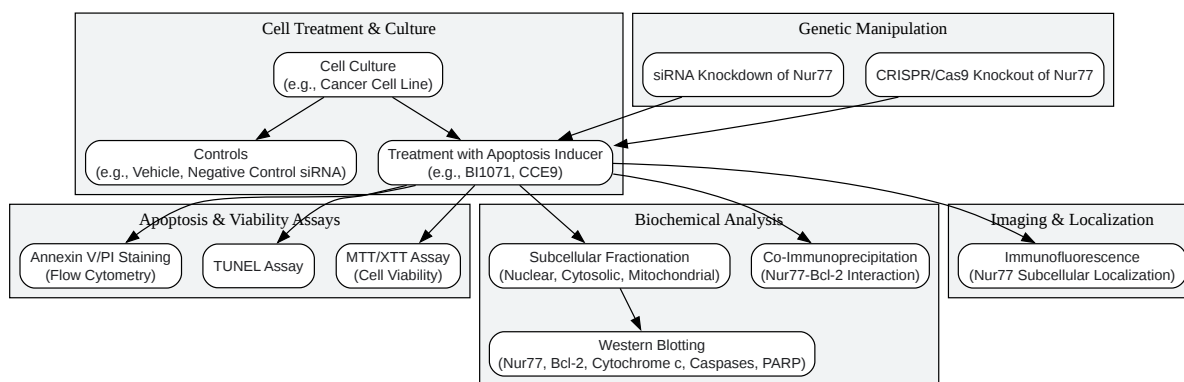 Cell Treatment & Culture
Cell Culture
(e.g., Cancer Cell Line)
Controls
(e.g., Vehicle, Negative Control siRNA)
Treatment with Apoptosis Inducer
(e.g., BI1071, CCE9)
Genetic Manipulation
siRNA Knockdown of Nur77
CRISPR/Cas9 Knockout of Nur77
Apoptosis & Viability Assays
Annexin V/PI Staining
(Flow Cytometry)
TUNEL Assay
MTT/XTT Assay
(Cell Viability)
Biochemical Analysis
Subcellular Fractionation
(Nuclear, Cytosolic, Mitochondrial)
Co-Immunoprecipitation
(Nur77-Bcl-2 Interaction)
Western Blotting
(Nur77, Bcl-2, Cytochrome c, Caspases, PARP)
Imaging & Localization
Immunofluorescence
(Nur77 Subcellular Localization)